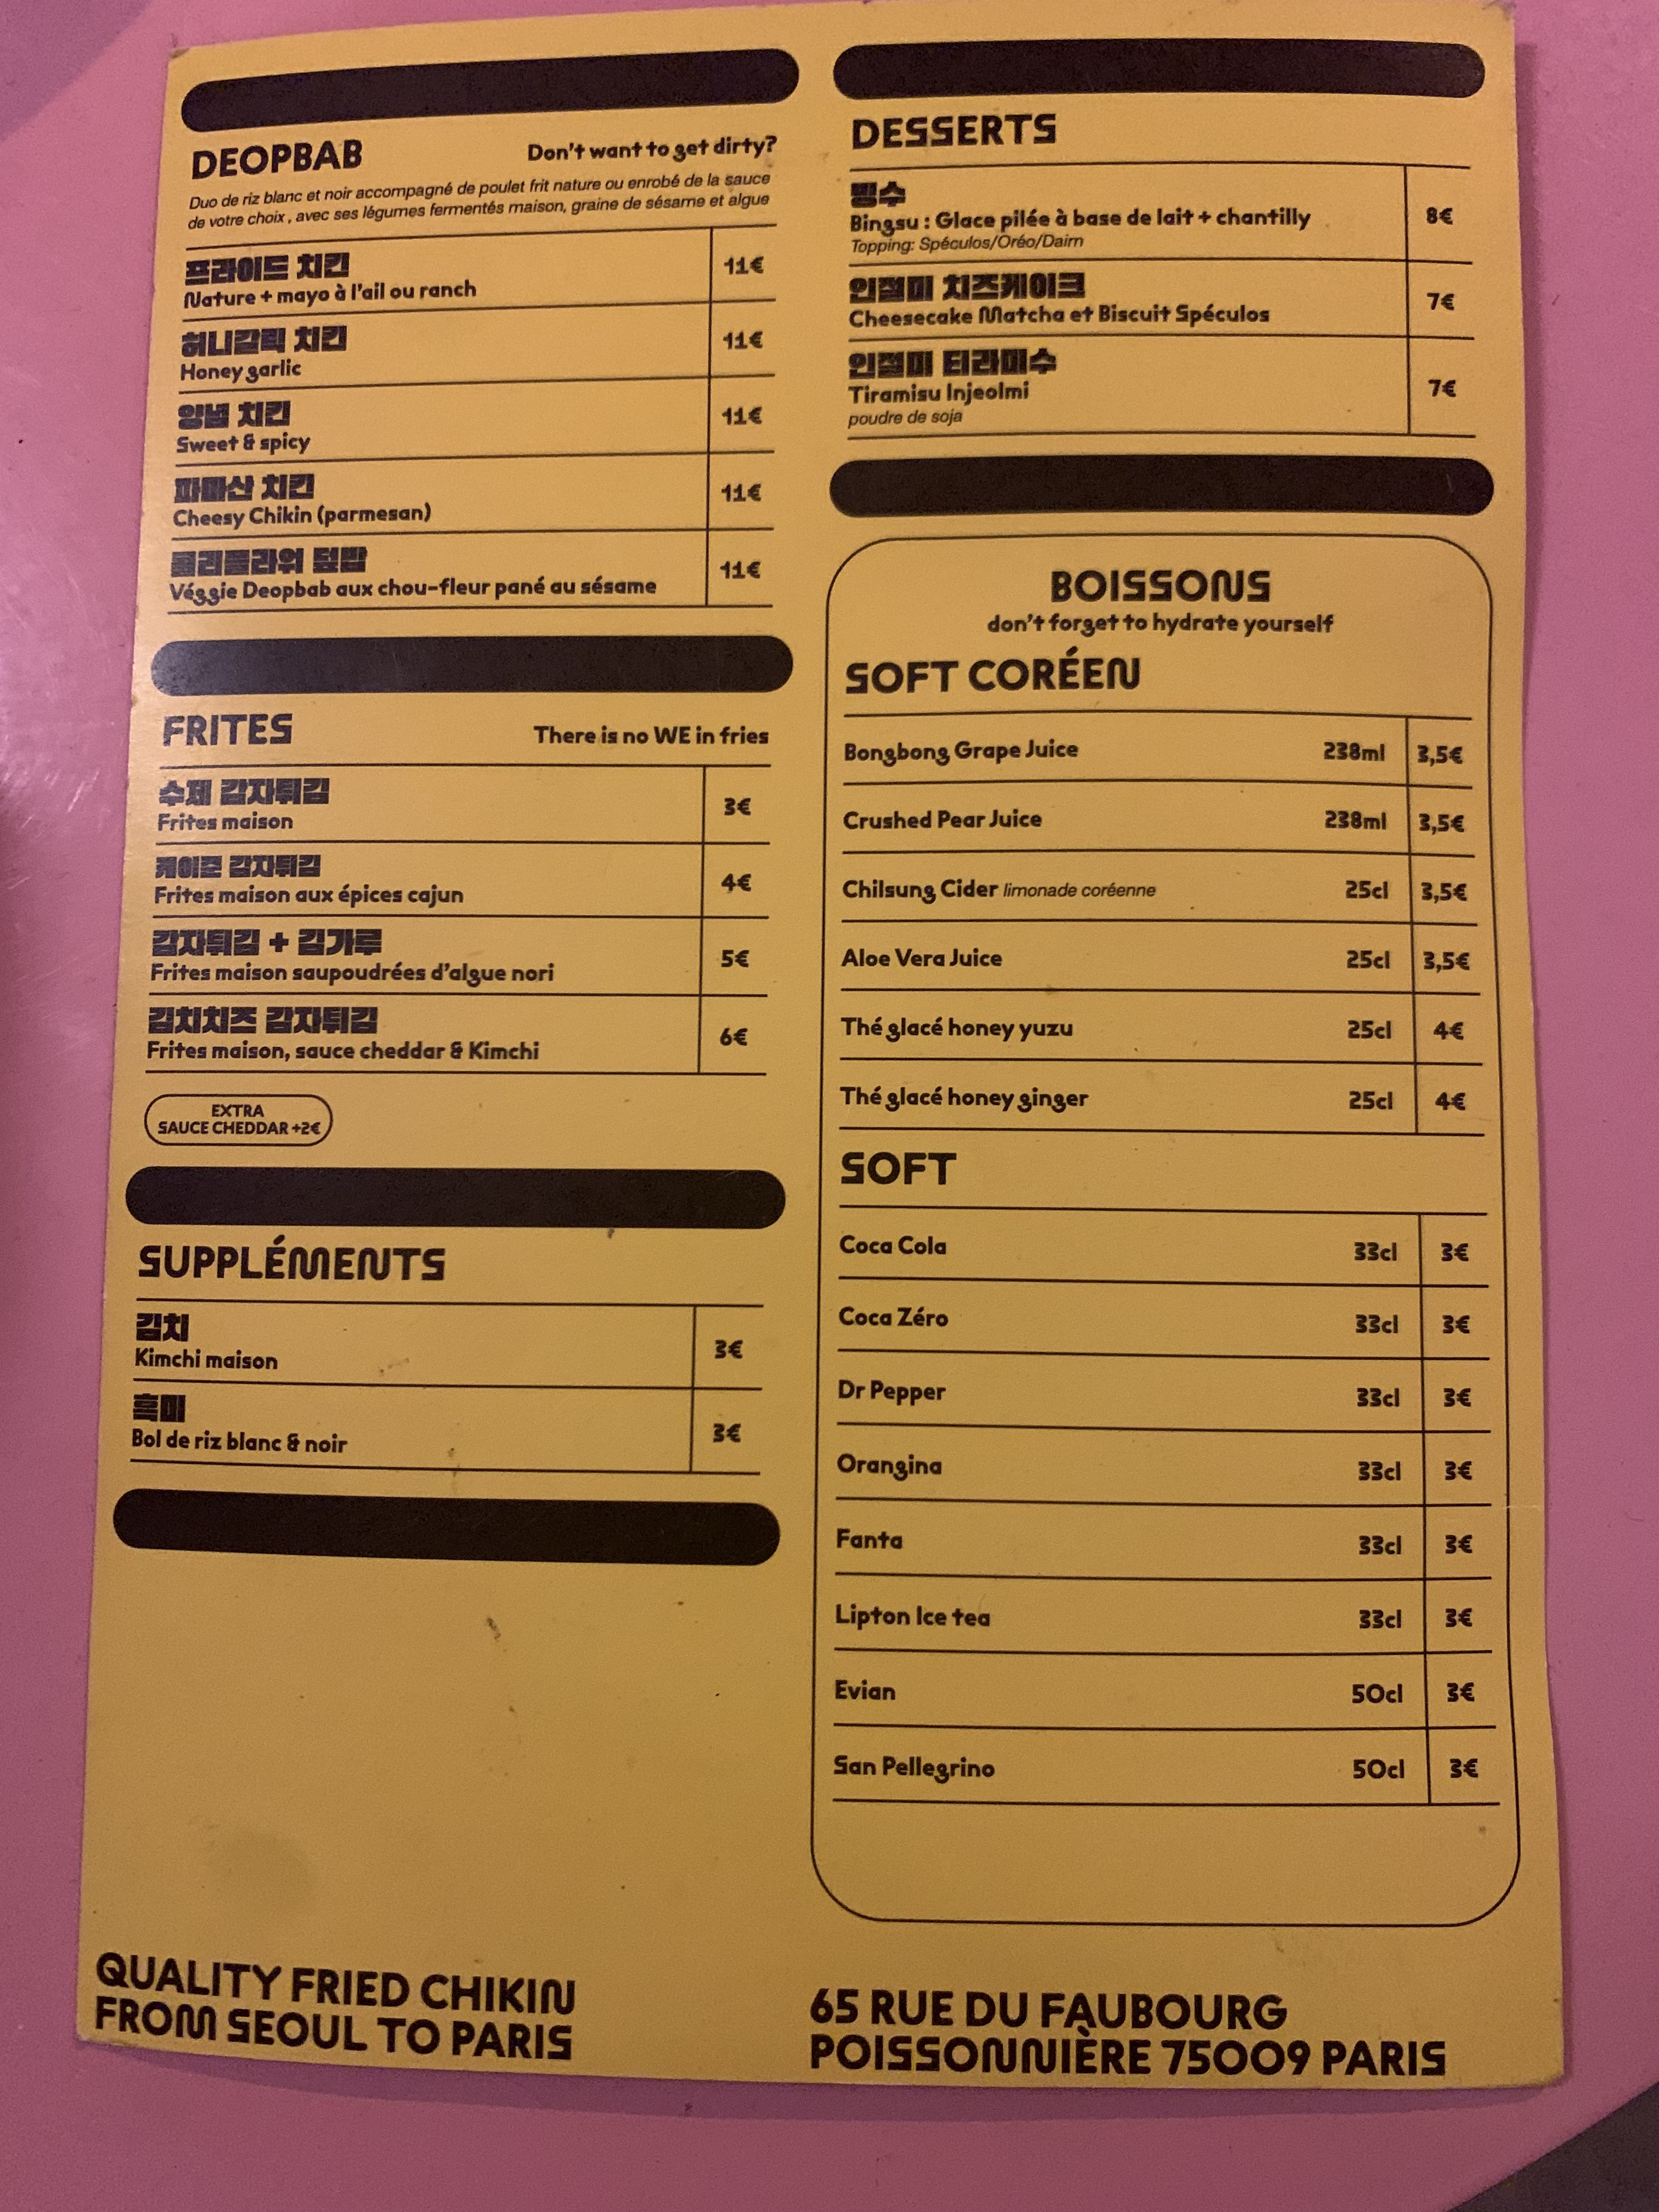 DEOPBAB
Don't want to get dirty?
Duo de riz blanc et noir accompagné de poulet frit nature ou enrobé de la sauce
de votre choix , avec ses légumes fermentés maison, graine de sésame et algue
프라이드 치킨
Nature + mayo à l'ail ou ranch
11€
허니갈릭 치킨
Honey garlic
11€
양념 치킨
Sweet & spicy
11€
파마산 치킨
Cheesy Chikin (parmesan)
11€
콜리플라워 덮밥
Véggie Deopbab aux chou-fleur pané au sésame
11€
FRITES
There is no WE in fries
수제 감자튀김
Frites maison
3€
케이준 감자튀김
Frites maison aux épices cajun
4€
감자튀김 + 김가루
Frites maison saupoudrées d'algue nori
5€
김치치즈 감자튀김
Frites maison, sauce cheddar & Kimchi
6€
EXTRA
SAUCE CHEDDAR +2€
SUPPLÉMENTS
김치
Kimchi maison
3€
흑미
Bol de riz blanc & noir
3€
QUALITY FRIED CHIKIN
FROM SEOUL TO PARIS
DESSERTS
빙수
Bingsu : Glace pilée à base de lait + chantilly
Topping: Spéculos/Oréo/Daim
8€
인절미 치즈케이크
Cheesecake Matcha et Biscuit Spéculos
7€
인절미 티라미수
Tiramisu Injeolmi
poudre de soja
7€
BOISSONS
don't forget to hydrate yourself
SOFT CORÉEN
Bongbong Grape Juice 238ml 3,5€
Crushed Pear Juice 238ml 3,5€
Chilsung Cider limonade coréenne 25cl 3,5€
Aloe Vera Juice 25cl 3,5€
Thé glacé honey yuzu 25cl 4€
Thé glacé honey ginger 25cl 4€
SOFT
Coca Cola 33cl 3€
Coca Zéro 33cl 3€
Dr Pepper 33cl 3€
Orangina 33cl 3€
Fanta 33cl 3€
Lipton Ice tea 33cl 3€
Evian 50cl 3€
San Pellegrino 50cl 3€
65 RUE DU FAUBOURG
POISSONNIÈRE 75009 PARIS